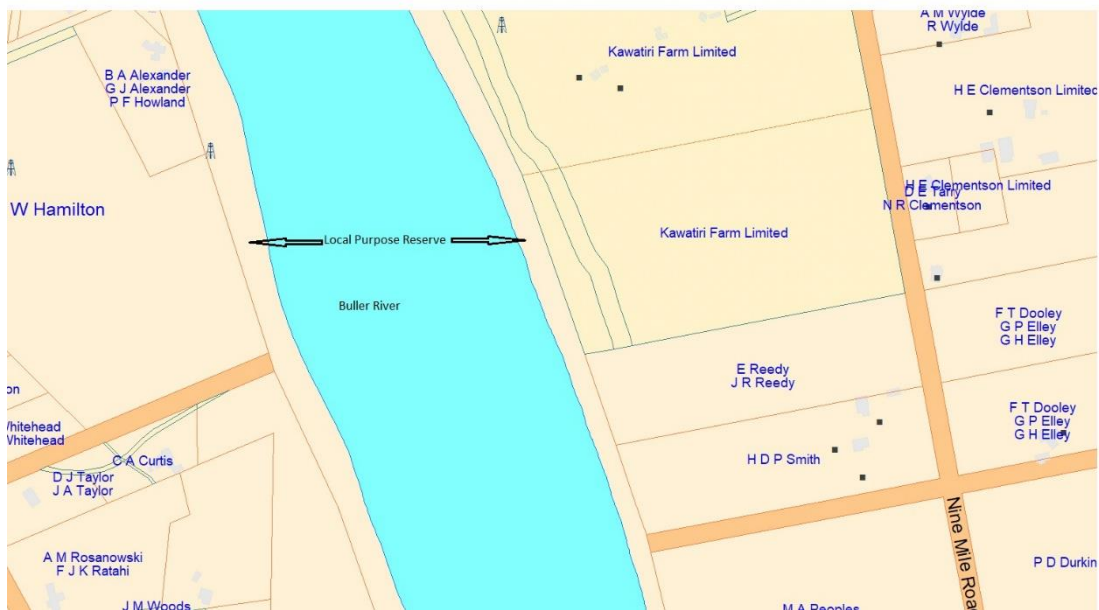 A M Wylde
R Wylde
Kawatiri Farm Limited
B A Alexander
G J Alexander
P F Howland
H E Clementson Limited
H E Clementson Limited
D E Tarry
N R Clementson
W Hamilton
Kawatiri Farm Limited
Local Purpose Reserve
Buller River
F T Dooley
G P Elley
G H Elley
E Reedy
J R Reedy
on
Whitehead
Whitehead
F T Dooley
G P Elley
G H Elley
C A Curtis
H D P Smith
D J Taylor
J A Taylor
Nine Mile Roa
A M Rosanowski
F J K Ratahi
P D Durkin
J M Woods
M A Peoples